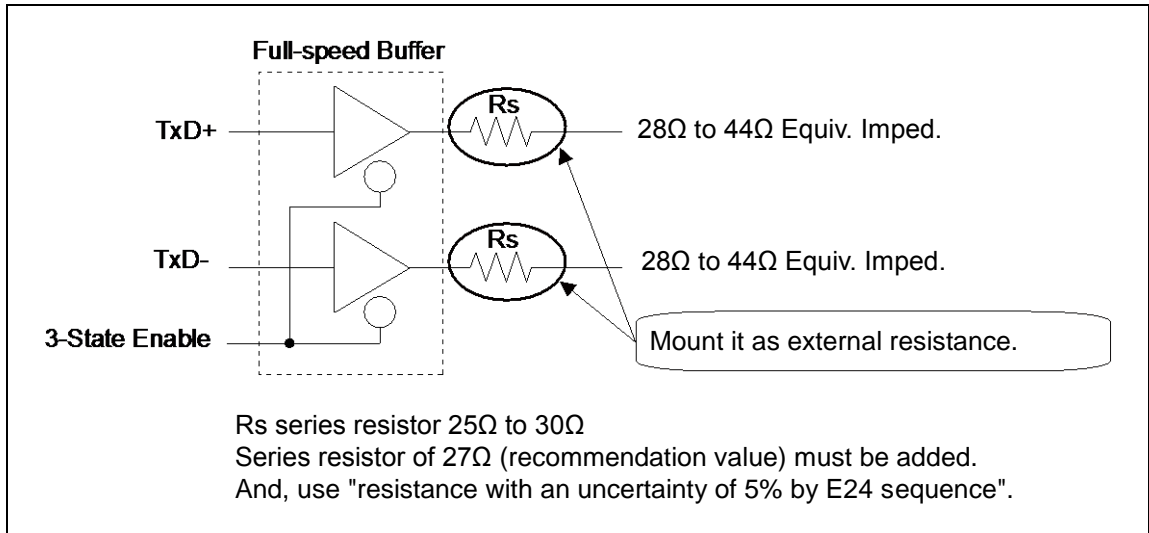 Full-speed Buffer
Rs
TxD+
28Ω to 44Ω Equiv. Imped.
Rs
TxD-
28Ω to 44Ω Equiv. Imped.
3-State Enable
Mount it as external resistance.
Rs series resistor 25Ω to 30Ω
Series resistor of 27Ω (recommendation value) must be added.
And, use "resistance with an uncertainty of 5% by E24 sequence".